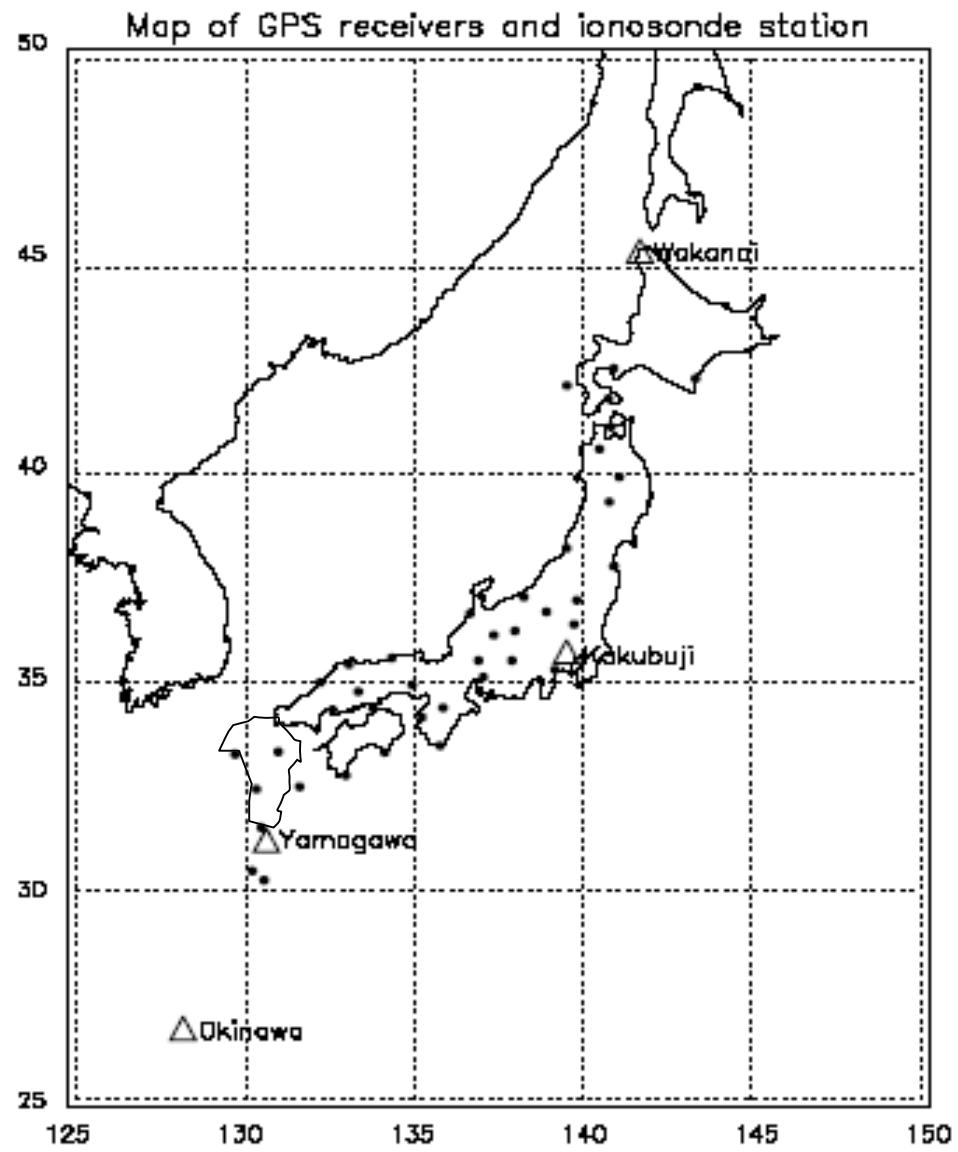 Map of GPS receivers and ionosonde station
50
45
Wakanai
40
35
Kokubuji
Yamagawa
30
Okinawa
25
125 130 135 140 145 150